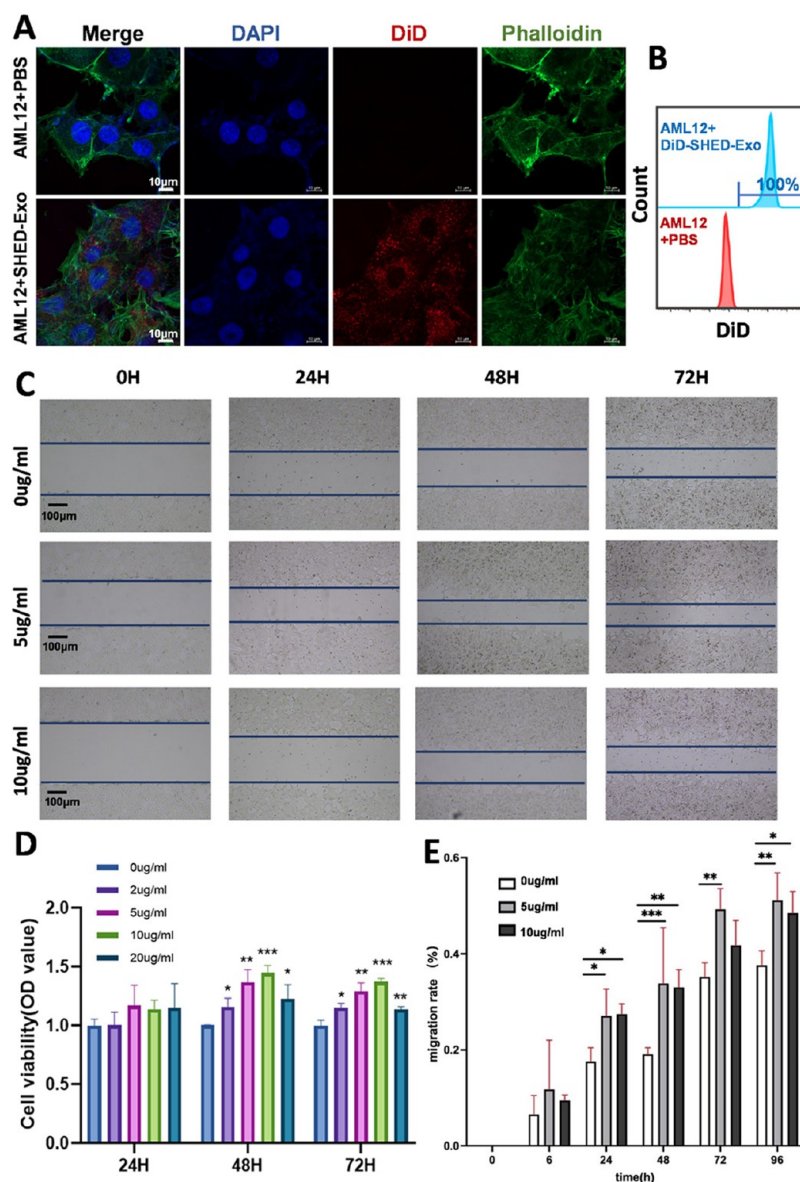 A
Merge DAPI DiD Phalloidin
AML12+PBS
10μm
AML12+SHED-Exo
10μm
B
AML12+
DiD-SHED-Exo
100%
AML12
+PBS
Count
DiD
C
0H 24H 48H 72H
0ug/ml
100μm
5ug/ml
100μm
10ug/ml
100μm
D
0ug/ml
2ug/ml
5ug/ml
10ug/ml
20ug/ml
Cell viability(OD value)
2.0
1.5
1.0
0.5
0.0
* ** *** *
* ** *** **
24H 48H 72H
E
0ug/ml
5ug/ml
10ug/ml
migration rate (%)
0.6
0.4
0.2
0.0
*
*
**
***
**
*
**
0 6 24 48 72 96
time(h)